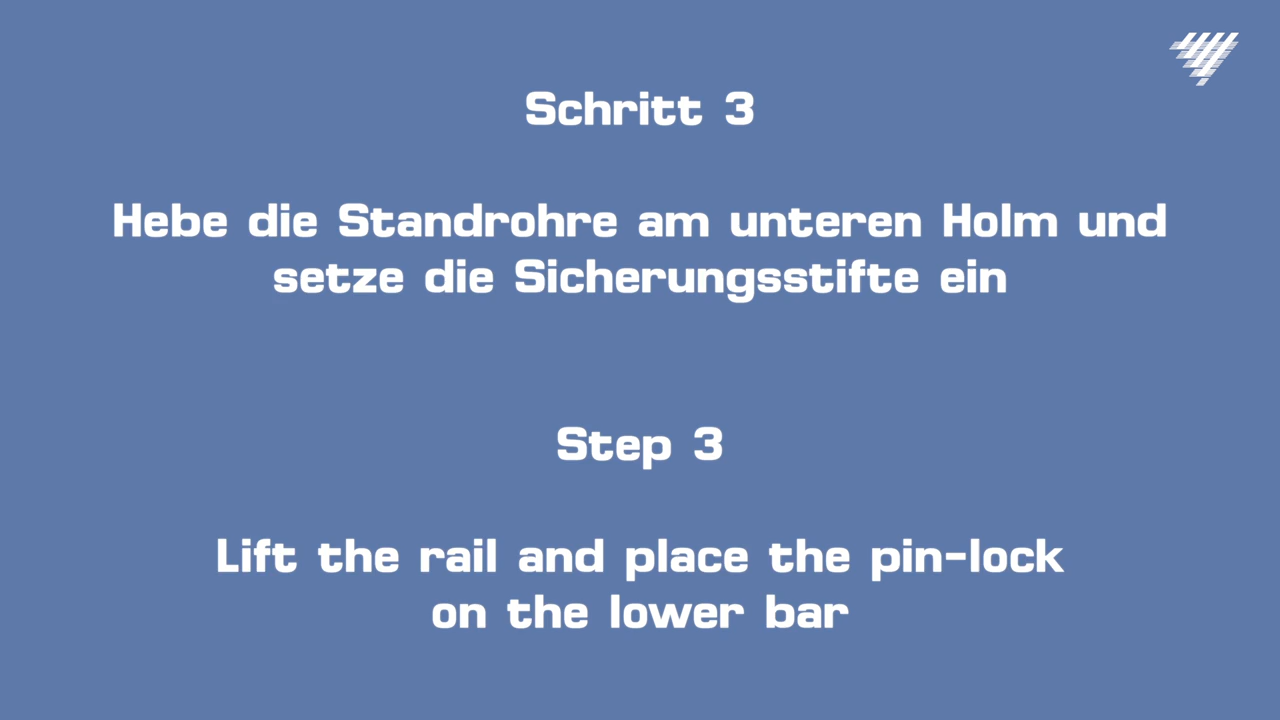 Schritt 3
Hebe die Standrohre am unteren Holm und
setze die Sicherungsstifte ein
Step 3
Lift the rail and place the pin-lock
on the lower bar